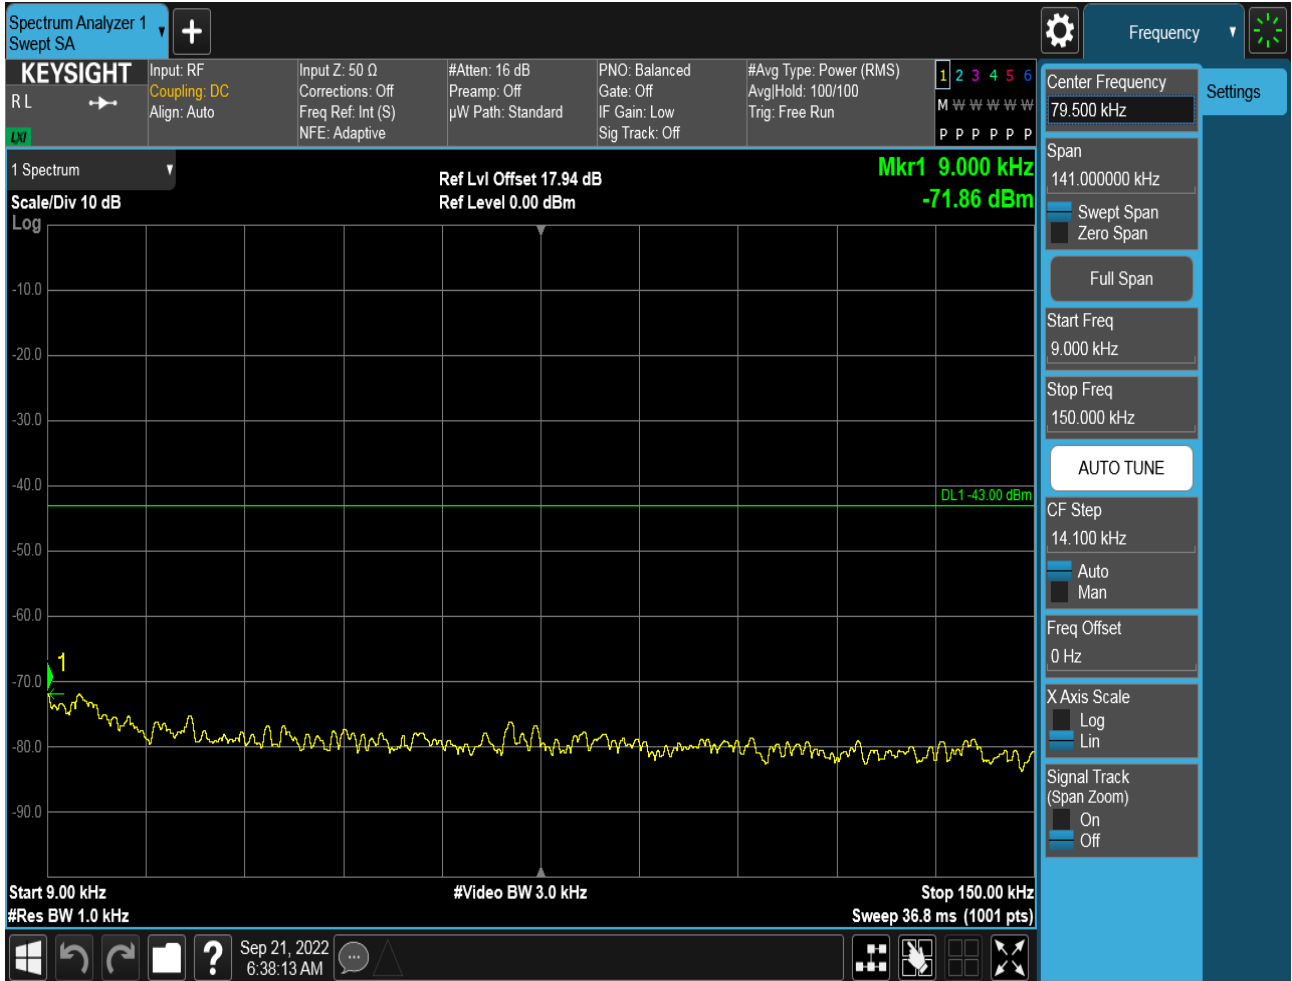 Spectrum Analyzer 1
Swept SA
Frequency
KEYSIGHT
R L
LXI
Input: RF
Coupling: DC
Align: Auto
Input Z: 50 Ω
Corrections: Off
Freq Ref: Int (S)
NFE: Adaptive
#Atten: 16 dB
Preamp: Off
µW Path: Standard
PNO: Balanced
Gate: Off
IF Gain: Low
Sig Track: Off
#Avg Type: Power (RMS)
Avg|Hold: 100/100
Trig: Free Run
1 2 3 4 5 6
M W W W W W
P P P P P P
1 Spectrum
Scale/Div 10 dB
Log
Ref Lvl Offset 17.94 dB
Ref Level 0.00 dBm
Mkr1 9.000 kHz
-71.86 dBm
-10.0
-20.0
-30.0
-40.0
DL1 -43.00 dBm
-50.0
-60.0
1
-70.0
-80.0
-90.0
Start 9.00 kHz
#Res BW 1.0 kHz
#Video BW 3.0 kHz
Stop 150.00 kHz
Sweep 36.8 ms (1001 pts)
Center Frequency
79.500 kHz
Span
141.000000 kHz
Swept Span
Zero Span
Full Span
Start Freq
9.000 kHz
Stop Freq
150.000 kHz
AUTO TUNE
CF Step
14.100 kHz
Auto
Man
Freq Offset
0 Hz
X Axis Scale
Log
Lin
Signal Track
(Span Zoom)
On
Off
Settings
?
Sep 21, 2022
6:38:13 AM